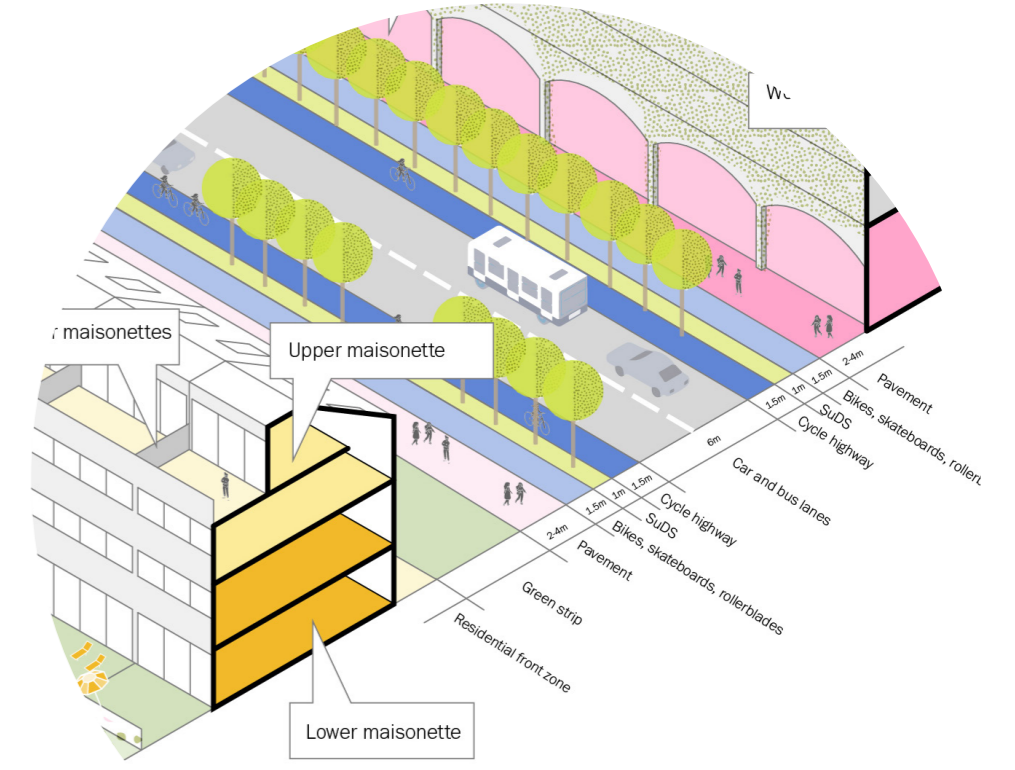 maisonettes
Upper maisonette
Lower maisonette
2-4m
1.5m
1m
1.5m
6m
1.5m
1m
1.5m
2-4m
Pavement
Bikes, skateboards,
SuDS
Cycle highway
Car and bus lanes
Cycle highway
SuDS
Bikes, skateboards, rollerblades
Pavement
Green strip
Residential front zone